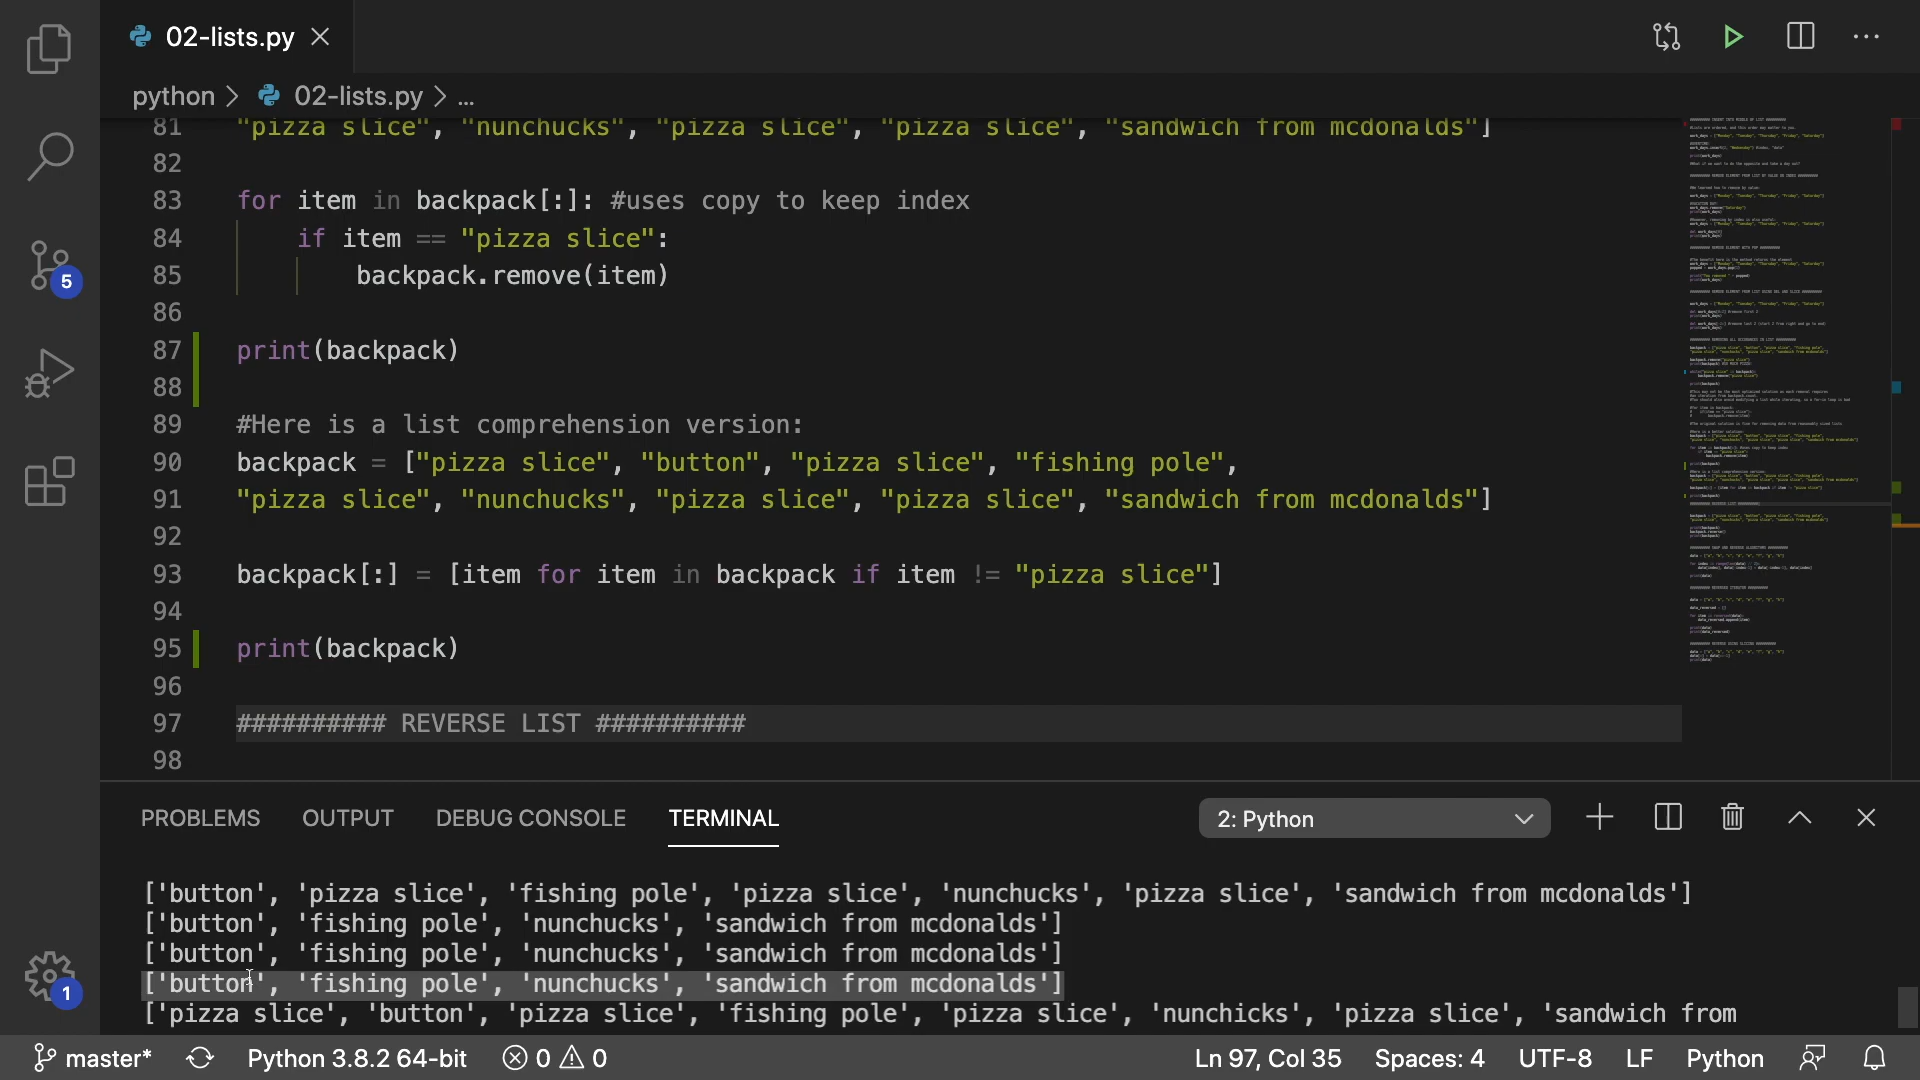 02-lists.py
python > 02-lists.py > ...
81 "pizza slice", "nunchucks", "pizza slice", "pizza slice", "sandwich from mcdonalds"]
82
83 for item in backpack[:]: #uses copy to keep index
84 if item == "pizza slice":
85 backpack.remove(item)
86
87 print(backpack)
88
89 #Here is a list comprehension version:
90 backpack = ["pizza slice", "button", "pizza slice", "fishing pole",
91 "pizza slice", "nunchucks", "pizza slice", "pizza slice", "sandwich from mcdonalds"]
92
93 backpack[:] = [item for item in backpack if item != "pizza slice"]
94
95 print(backpack)
96
97 ########## REVERSE LIST ##########
98
5
1
PROBLEMS OUTPUT DEBUG CONSOLE TERMINAL 2: Python
['button', 'pizza slice', 'fishing pole', 'pizza slice', 'nunchucks', 'pizza slice', 'sandwich from mcdonalds']
['button', 'fishing pole', 'nunchucks', 'sandwich from mcdonalds']
['button', 'fishing pole', 'nunchucks', 'sandwich from mcdonalds']
['button', 'fishing pole', 'nunchucks', 'sandwich from mcdonalds']
['pizza slice', 'button', 'pizza slice', 'fishing pole', 'pizza slice', 'nunchicks', 'pizza slice', 'sandwich from
master* Python 3.8.2 64-bit 0 0 Ln 97, Col 35 Spaces: 4 UTF-8 LF Python